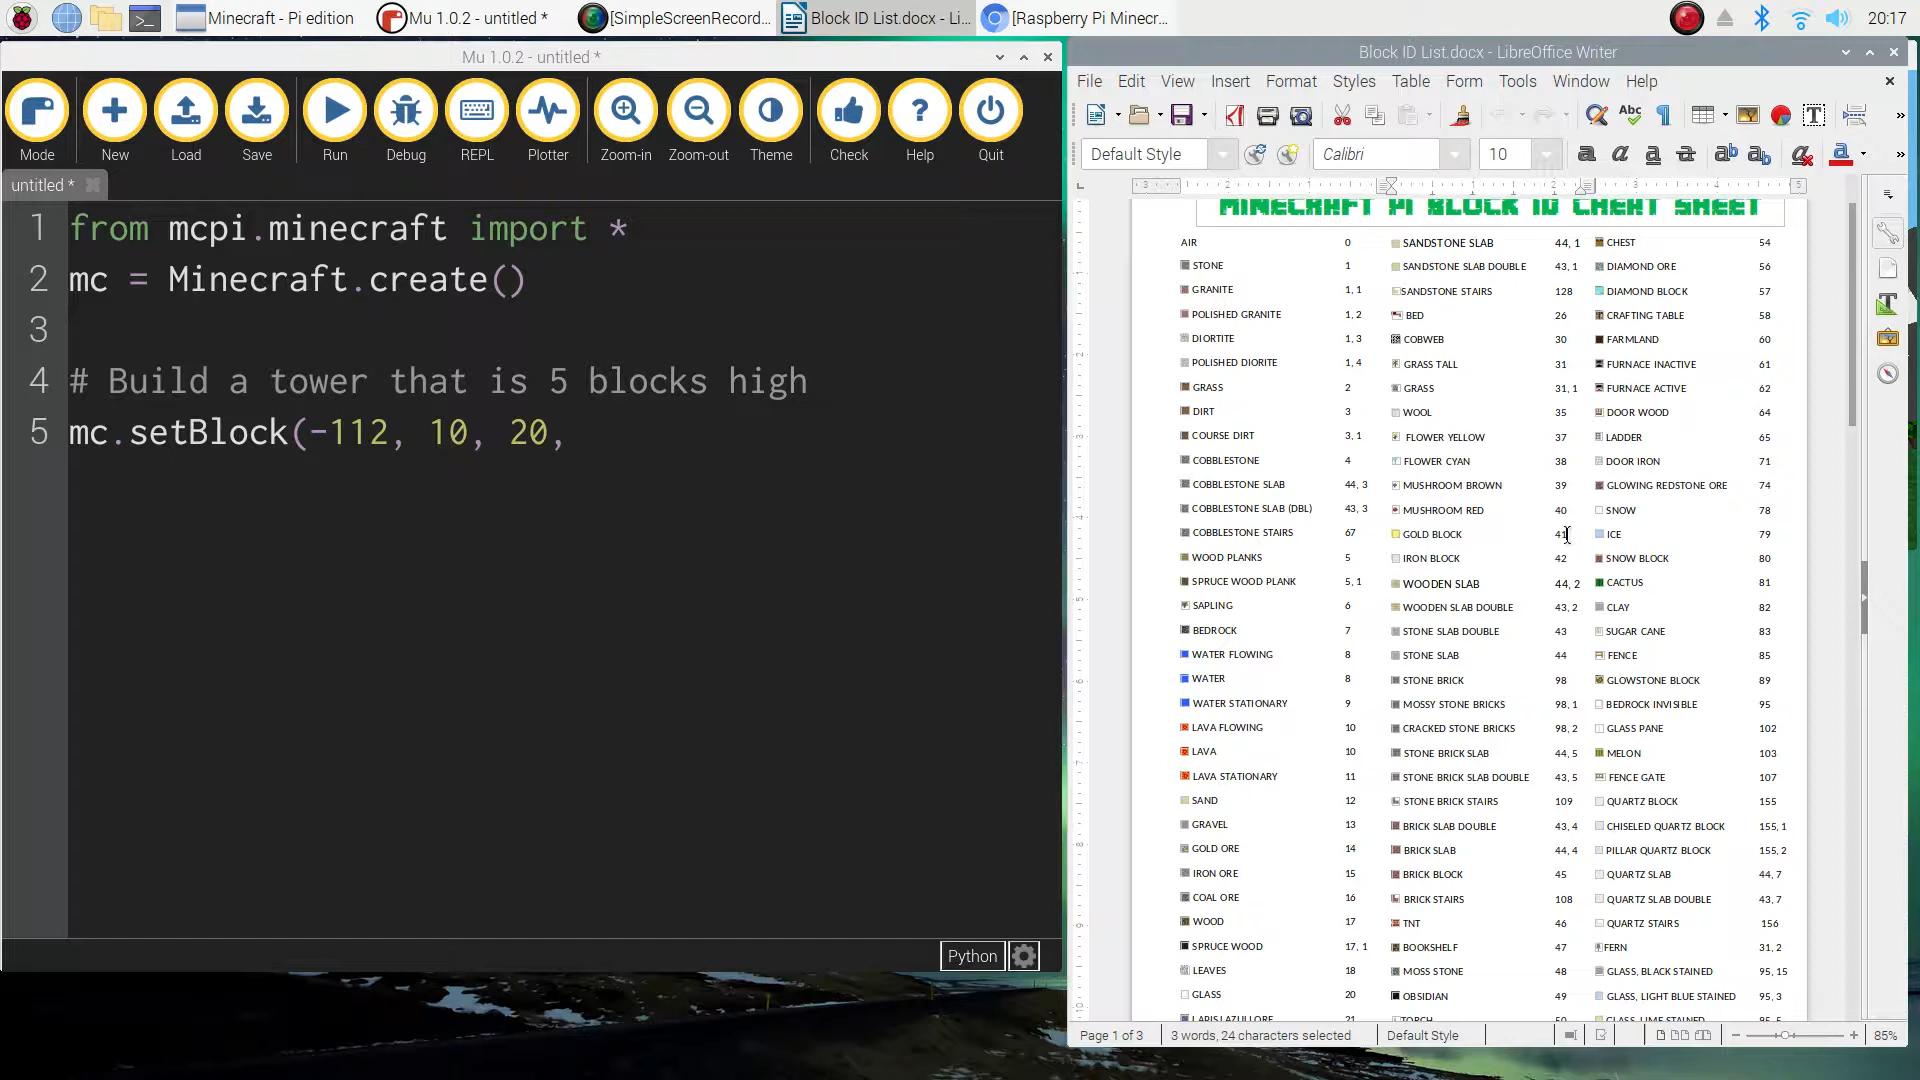 Minecraft - Pi edition
Mu 1.0.2 - untitled *
[SimpleScreenRecord...
Block ID List.docx - Li...
[Raspberry Pi Minecr...
20:17
Mu 1.0.2 - untitled *
Mode
New
Load
Save
Run
Debug
REPL
Plotter
Zoom-in
Zoom-out
Theme
Check
Help
Quit
untitled *
1 from mcpi.minecraft import *
2 mc = Minecraft.create()
3
4 # Build a tower that is 5 blocks high
5 mc.setBlock(-112, 10, 20,
Python
Block ID List.docx - LibreOffice Writer
File Edit View Insert Format Styles Table Form Tools Window Help
Default Style
Calibri
10
MINECRAFT PI BLOCK ID CHEAT SHEET
AIR 0
STONE 1
GRANITE 1, 1
POLISHED GRANITE 1, 2
DIORTITE 1, 3
POLISHED DIORITE 1, 4
GRASS 2
DIRT 3
COURSE DIRT 3, 1
COBBLESTONE 4
COBBLESTONE SLAB 44, 3
COBBLESTONE SLAB (DBL) 43, 3
COBBLESTONE STAIRS 67
WOOD PLANKS 5
SPRUCE WOOD PLANK 5, 1
SAPLING 6
BEDROCK 7
WATER FLOWING 8
WATER 8
WATER STATIONARY 9
LAVA FLOWING 10
LAVA 10
LAVA STATIONARY 11
SAND 12
GRAVEL 13
GOLD ORE 14
IRON ORE 15
COAL ORE 16
WOOD 17
SPRUCE WOOD 17, 1
LEAVES 18
GLASS 20
LAPIS LAZULI ORE 21
SANDSTONE SLAB 44, 1
SANDSTONE SLAB DOUBLE 43, 1
SANDSTONE STAIRS 128
BED 26
COBWEB 30
GRASS TALL 31
GRASS 31, 1
WOOL 35
FLOWER YELLOW 37
FLOWER CYAN 38
MUSHROOM BROWN 39
MUSHROOM RED 40
GOLD BLOCK 41
IRON BLOCK 42
WOODEN SLAB 44, 2
WOODEN SLAB DOUBLE 43, 2
STONE SLAB DOUBLE 43
STONE SLAB 44
STONE BRICK 98
MOSSY STONE BRICKS 98, 1
CRACKED STONE BRICKS 98, 2
STONE BRICK SLAB 44, 5
STONE BRICK SLAB DOUBLE 43, 5
STONE BRICK STAIRS 109
BRICK SLAB DOUBLE 43, 4
BRICK SLAB 44, 4
BRICK BLOCK 45
BRICK STAIRS 108
TNT 46
BOOKSHELF 47
MOSS STONE 48
OBSIDIAN 49
TORCH 50
CHEST 54
DIAMOND ORE 56
DIAMOND BLOCK 57
CRAFTING TABLE 58
FARMLAND 60
FURNACE INACTIVE 61
FURNACE ACTIVE 62
DOOR WOOD 64
LADDER 65
DOOR IRON 71
GLOWING REDSTONE ORE 74
SNOW 78
ICE 79
SNOW BLOCK 80
CACTUS 81
CLAY 82
SUGAR CANE 83
FENCE 85
GLOWSTONE BLOCK 89
BEDROCK INVISIBLE 95
GLASS PANE 102
MELON 103
FENCE GATE 107
QUARTZ BLOCK 155
CHISELED QUARTZ BLOCK 155, 1
PILLAR QUARTZ BLOCK 155, 2
QUARTZ SLAB 44, 7
QUARTZ SLAB DOUBLE 43, 7
QUARTZ STAIRS 156
FERN 31, 2
GLASS, BLACK STAINED 95, 15
GLASS, LIGHT BLUE STAINED 95, 3
GLASS, LIME STAINED 95, 5
Page 1 of 3
3 words, 24 characters selected
Default Style
85%